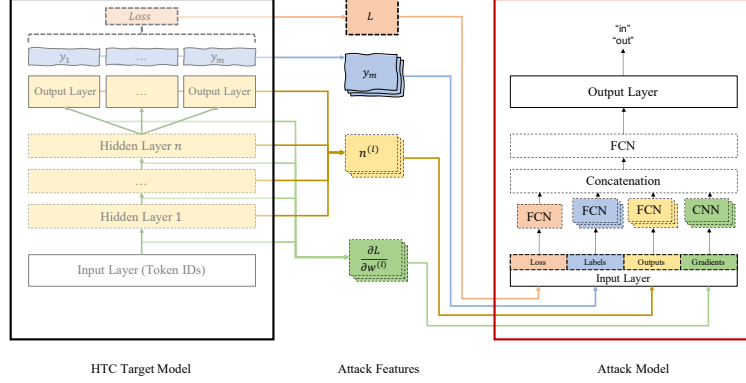 Loss
y1 … ym
Output Layer … Output Layer
Hidden Layer n
…
Hidden Layer 1
Input Layer (Token IDs)
HTC Target Model
L
ym
n^(l)
∂L
∂w^(l)
Attack Features
"in"
"out"
Output Layer
FCN
Concatenation
FCN FCN FCN CNN
Loss Labels Outputs Gradients
Input Layer
Attack Model